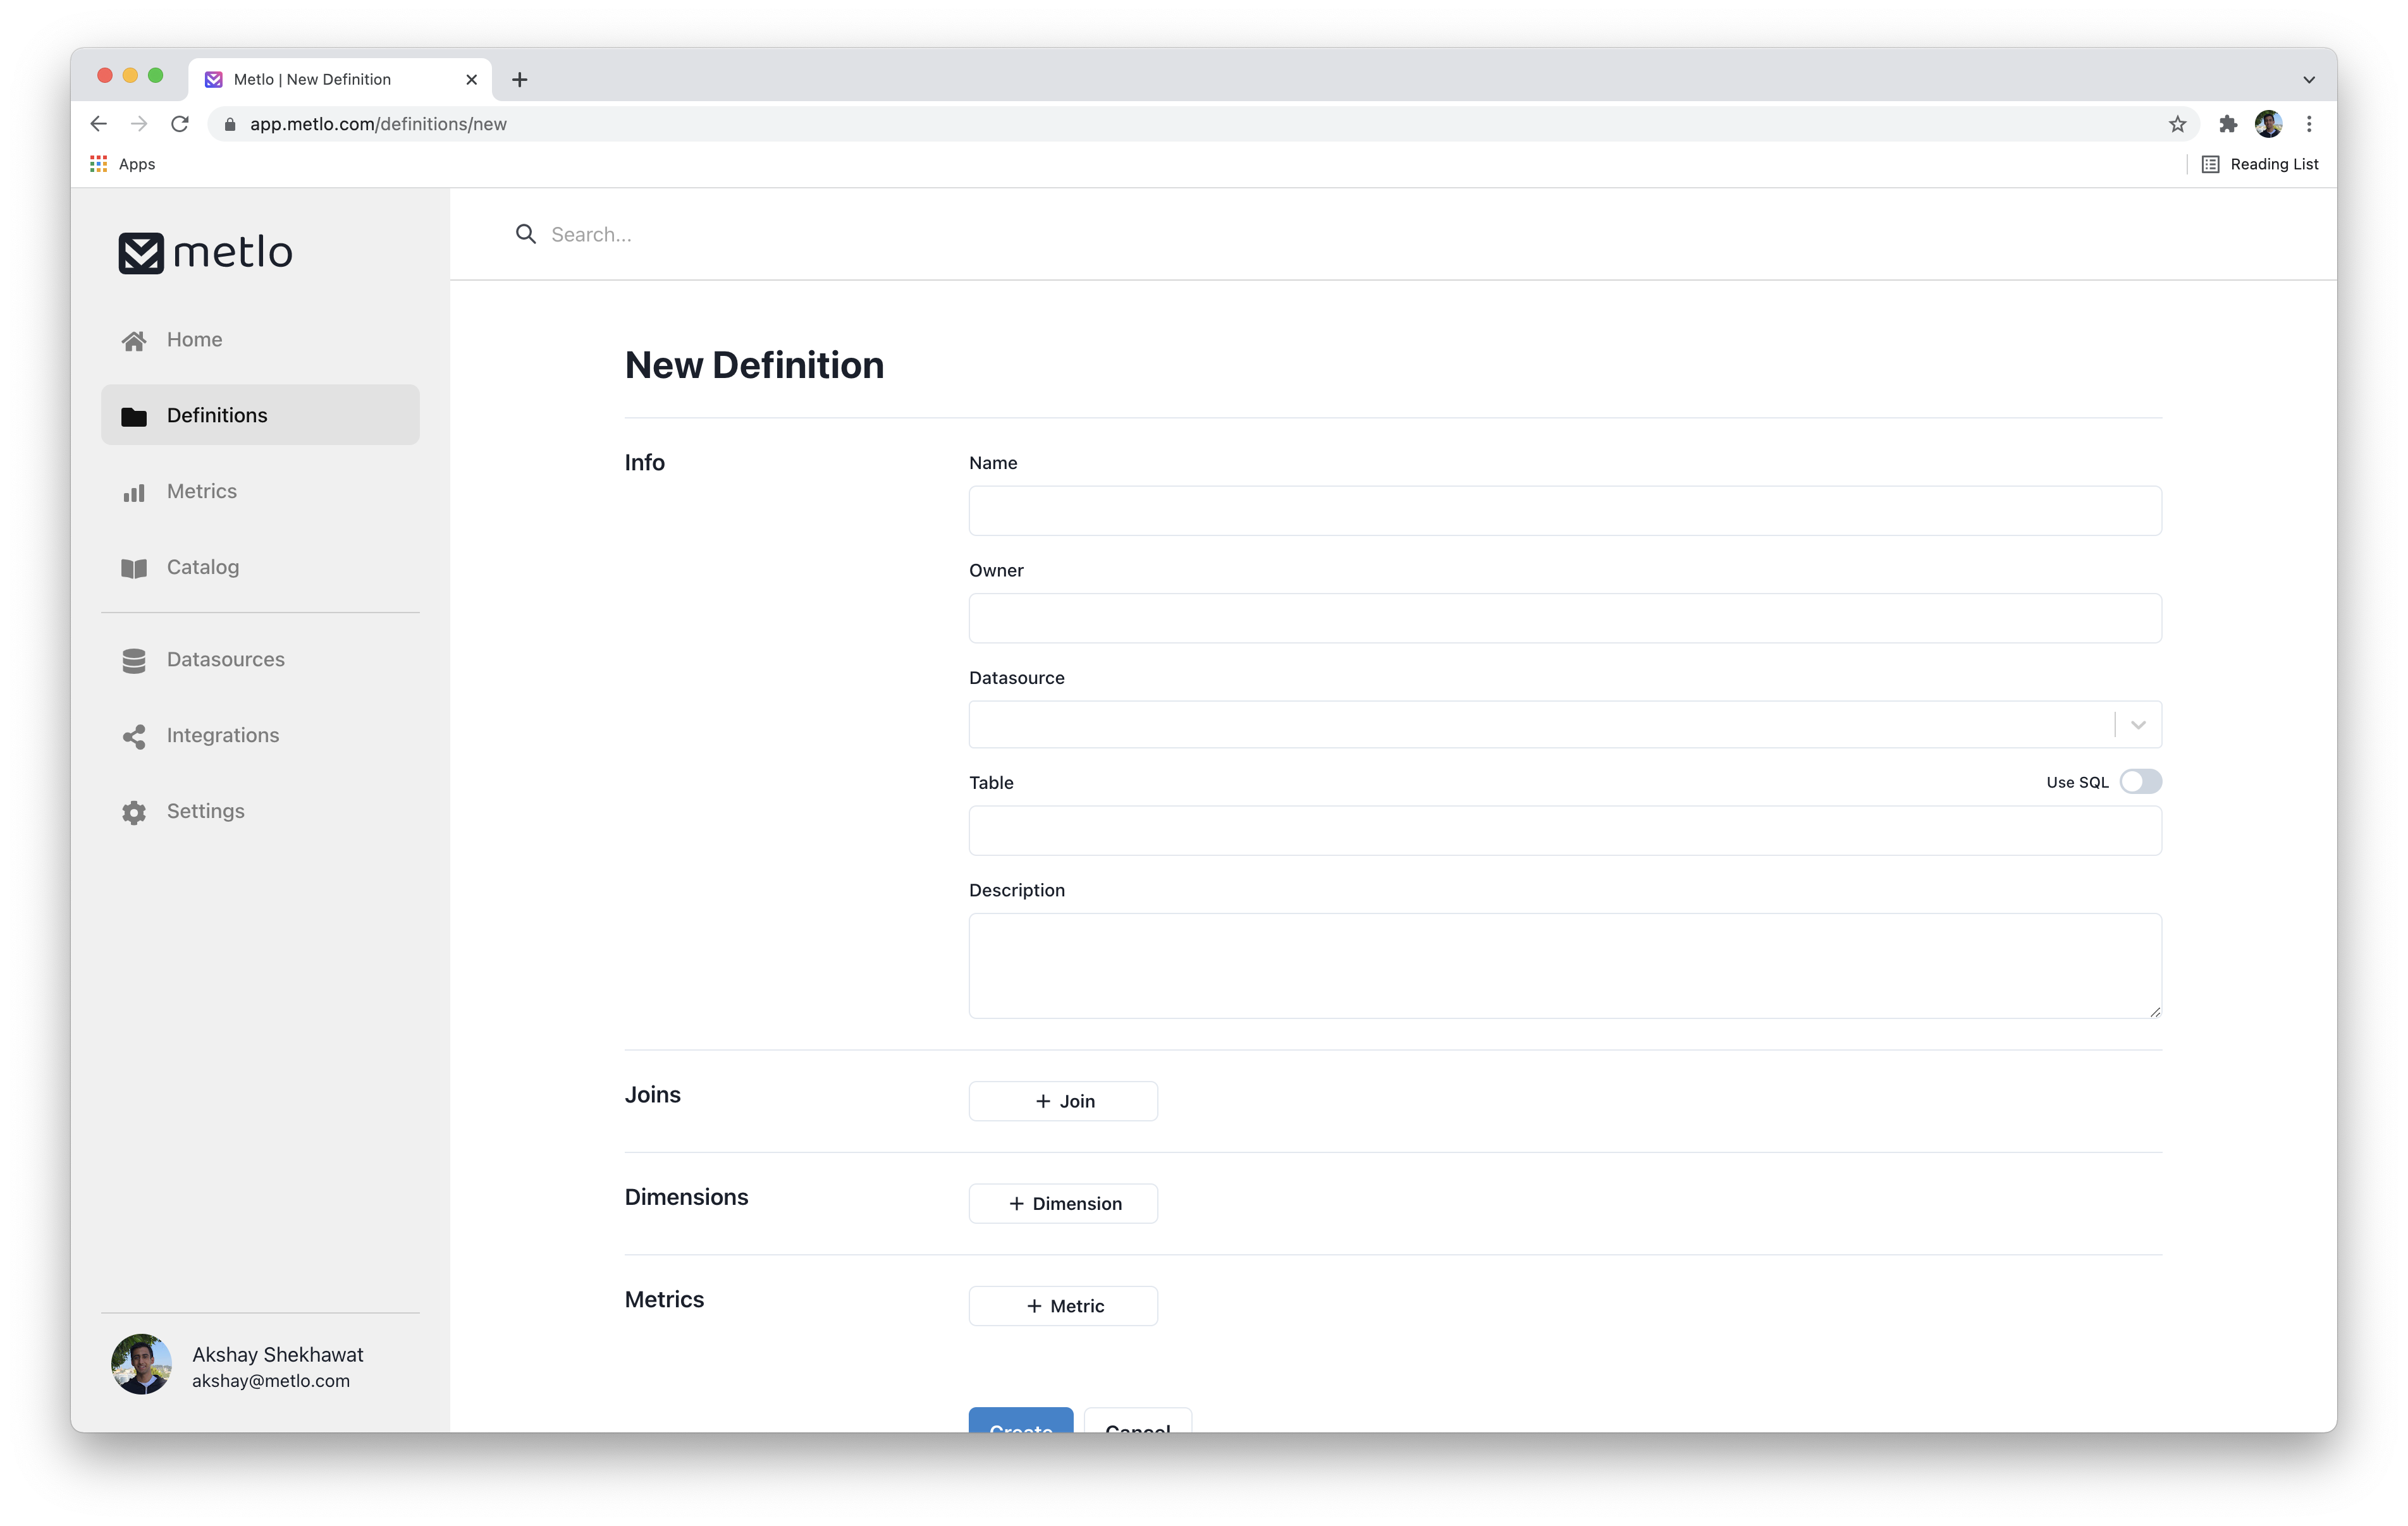 Metlo | New Definition
app.metlo.com/definitions/new
Apps
Reading List
metlo
Search...
Home
Definitions
Metrics
Catalog
Datasources
Integrations
Settings
Akshay Shekhawat
akshay@metlo.com
New Definition
Info
Name
Owner
Datasource
Table
Use SQL
Description
Joins
+ Join
Dimensions
+ Dimension
Metrics
+ Metric
Create
Cancel